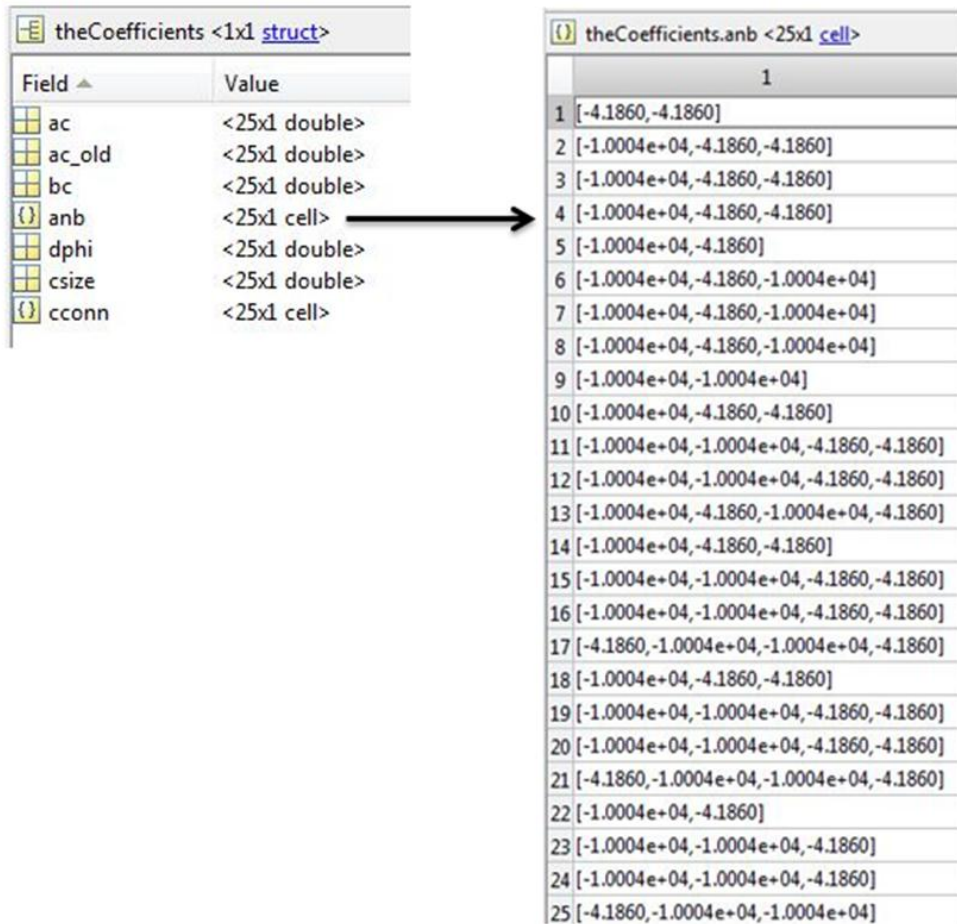 theCoefficients <1x1 struct>
Field Value
ac <25x1 double>
ac_old <25x1 double>
bc <25x1 double>
anb <25x1 cell>
dphi <25x1 double>
csize <25x1 double>
cconn <25x1 cell>
theCoefficients.anb <25x1 cell>
1
1 [-4.1860,-4.1860]
2 [-1.0004e+04,-4.1860,-4.1860]
3 [-1.0004e+04,-4.1860,-4.1860]
4 [-1.0004e+04,-4.1860,-4.1860]
5 [-1.0004e+04,-4.1860]
6 [-1.0004e+04,-4.1860,-1.0004e+04]
7 [-1.0004e+04,-4.1860,-1.0004e+04]
8 [-1.0004e+04,-4.1860,-1.0004e+04]
9 [-1.0004e+04,-1.0004e+04]
10 [-1.0004e+04,-4.1860,-4.1860]
11 [-1.0004e+04,-1.0004e+04,-4.1860,-4.1860]
12 [-1.0004e+04,-1.0004e+04,-4.1860,-4.1860]
13 [-1.0004e+04,-4.1860,-1.0004e+04,-4.1860]
14 [-1.0004e+04,-4.1860,-4.1860]
15 [-1.0004e+04,-1.0004e+04,-4.1860,-4.1860]
16 [-1.0004e+04,-1.0004e+04,-4.1860,-4.1860]
17 [-4.1860,-1.0004e+04,-1.0004e+04,-4.1860]
18 [-1.0004e+04,-4.1860,-4.1860]
19 [-1.0004e+04,-1.0004e+04,-4.1860,-4.1860]
20 [-1.0004e+04,-1.0004e+04,-4.1860,-4.1860]
21 [-4.1860,-1.0004e+04,-1.0004e+04,-4.1860]
22 [-1.0004e+04,-4.1860]
23 [-1.0004e+04,-1.0004e+04,-4.1860]
24 [-1.0004e+04,-1.0004e+04,-4.1860]
25 [-4.1860,-1.0004e+04,-1.0004e+04]